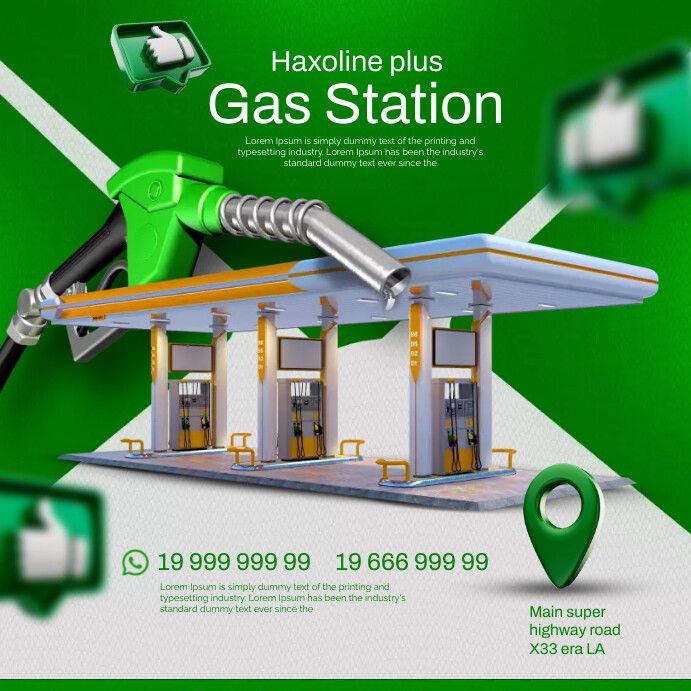 Haxoline plus
Gas Station
Lorem Ipsum is simply dummy text of the printing and
typesetting industry. Lorem Ipsum has been the industry's
standard dummy text ever since the
19 999 999 99 19 666 999 99
Lorem Ipsum is simply dummy text of the printing and
typesetting industry. Lorem Ipsum has been the industry's
standard dummy text ever since the
Main super
highway road
X33 era LA